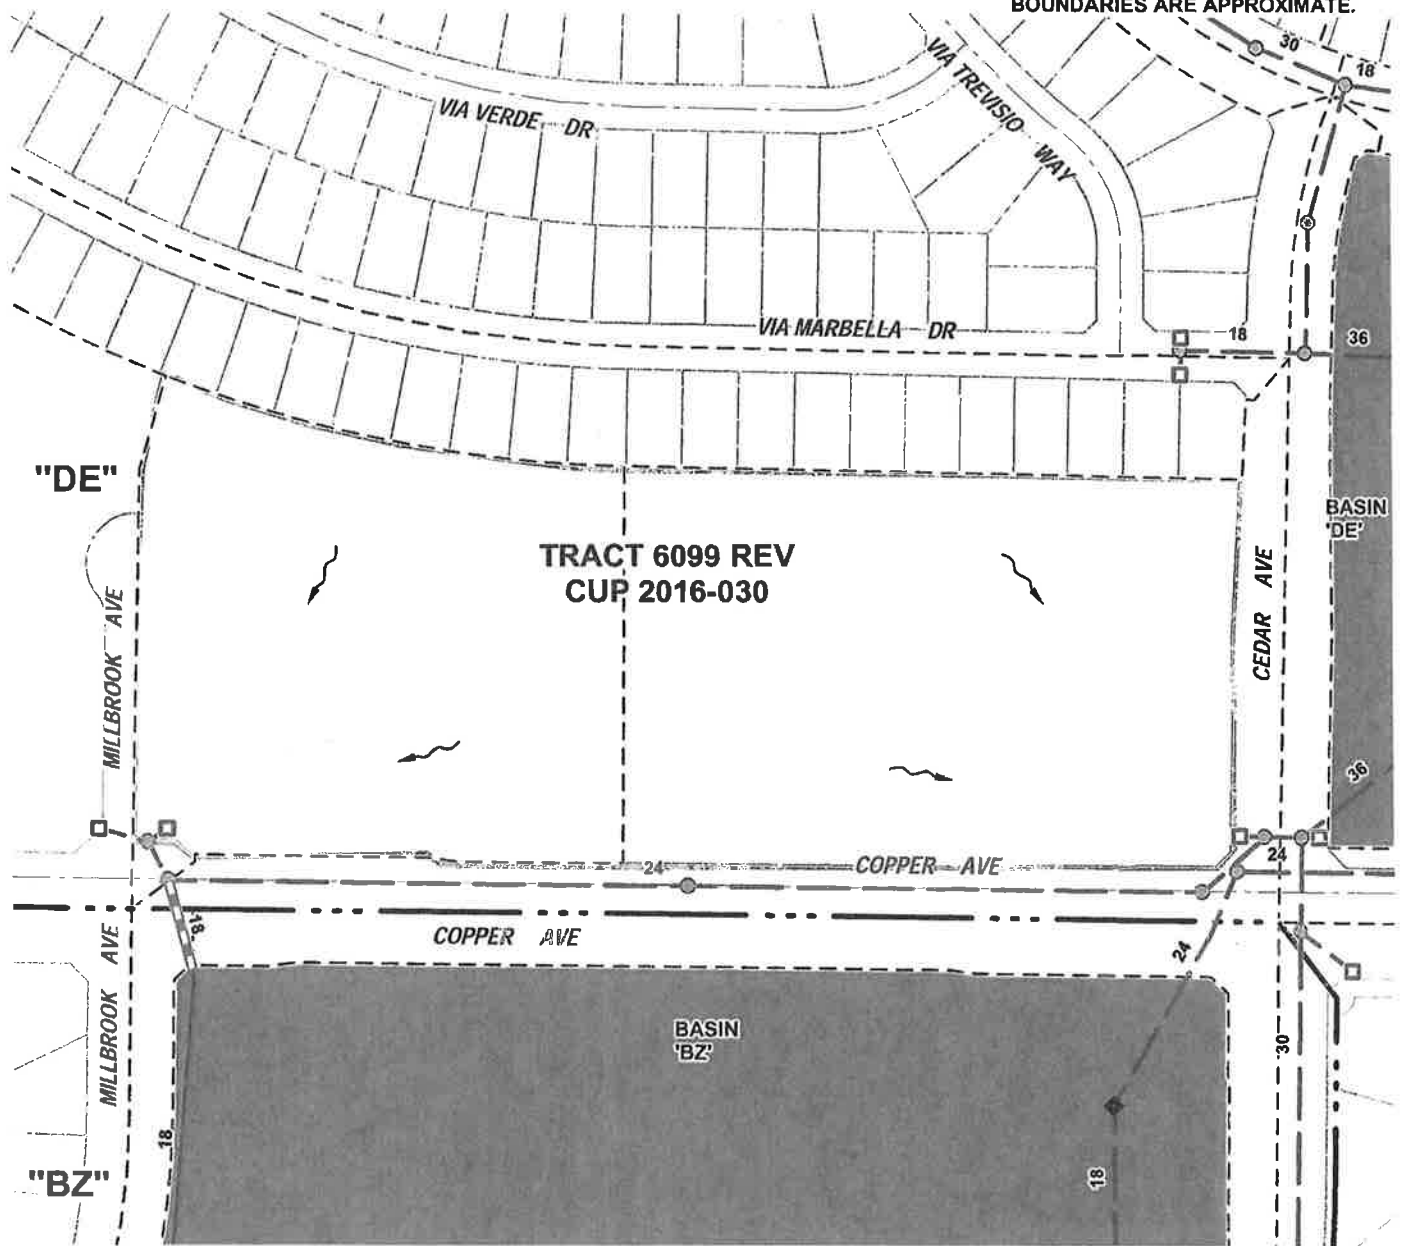 BOUNDARIES ARE APPROXIMATE.
30
18
VIA TREVISIO WAY
VIA VERDE DR
VIA MARBELLA DR
18
36
"DE"
BASIN
'DE'
TRACT 6099 REV
CUP 2016-030
MILLBROOK AVE
CEDAR AVE
36
24
COPPER AVE
24
18
COPPER AVE
24
MILLBROOK AVE
BASIN
'BZ'
30
18
"BZ"
18